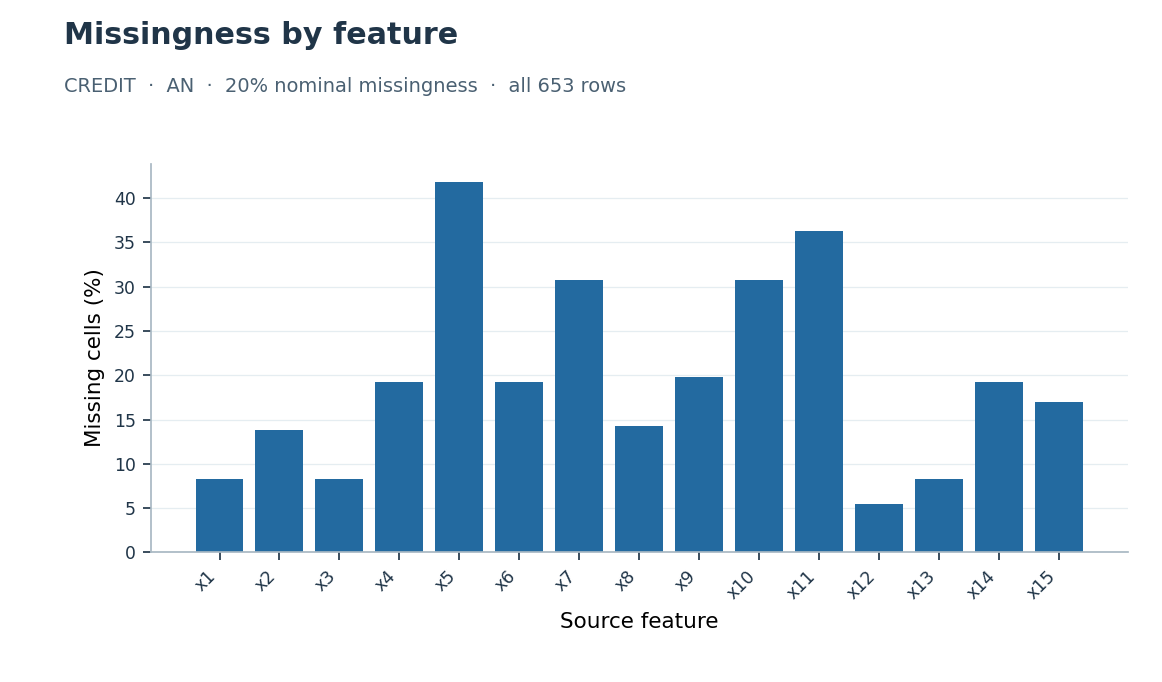 Missingness by feature
CREDIT · AN · 20% nominal missingness · all 653 rows
Missing cells (%)
40
35
30
25
20
15
10
5
0
x1 x2 x3 x4 x5 x6 x7 x8 x9 x10 x11 x12 x13 x14 x15
Source feature